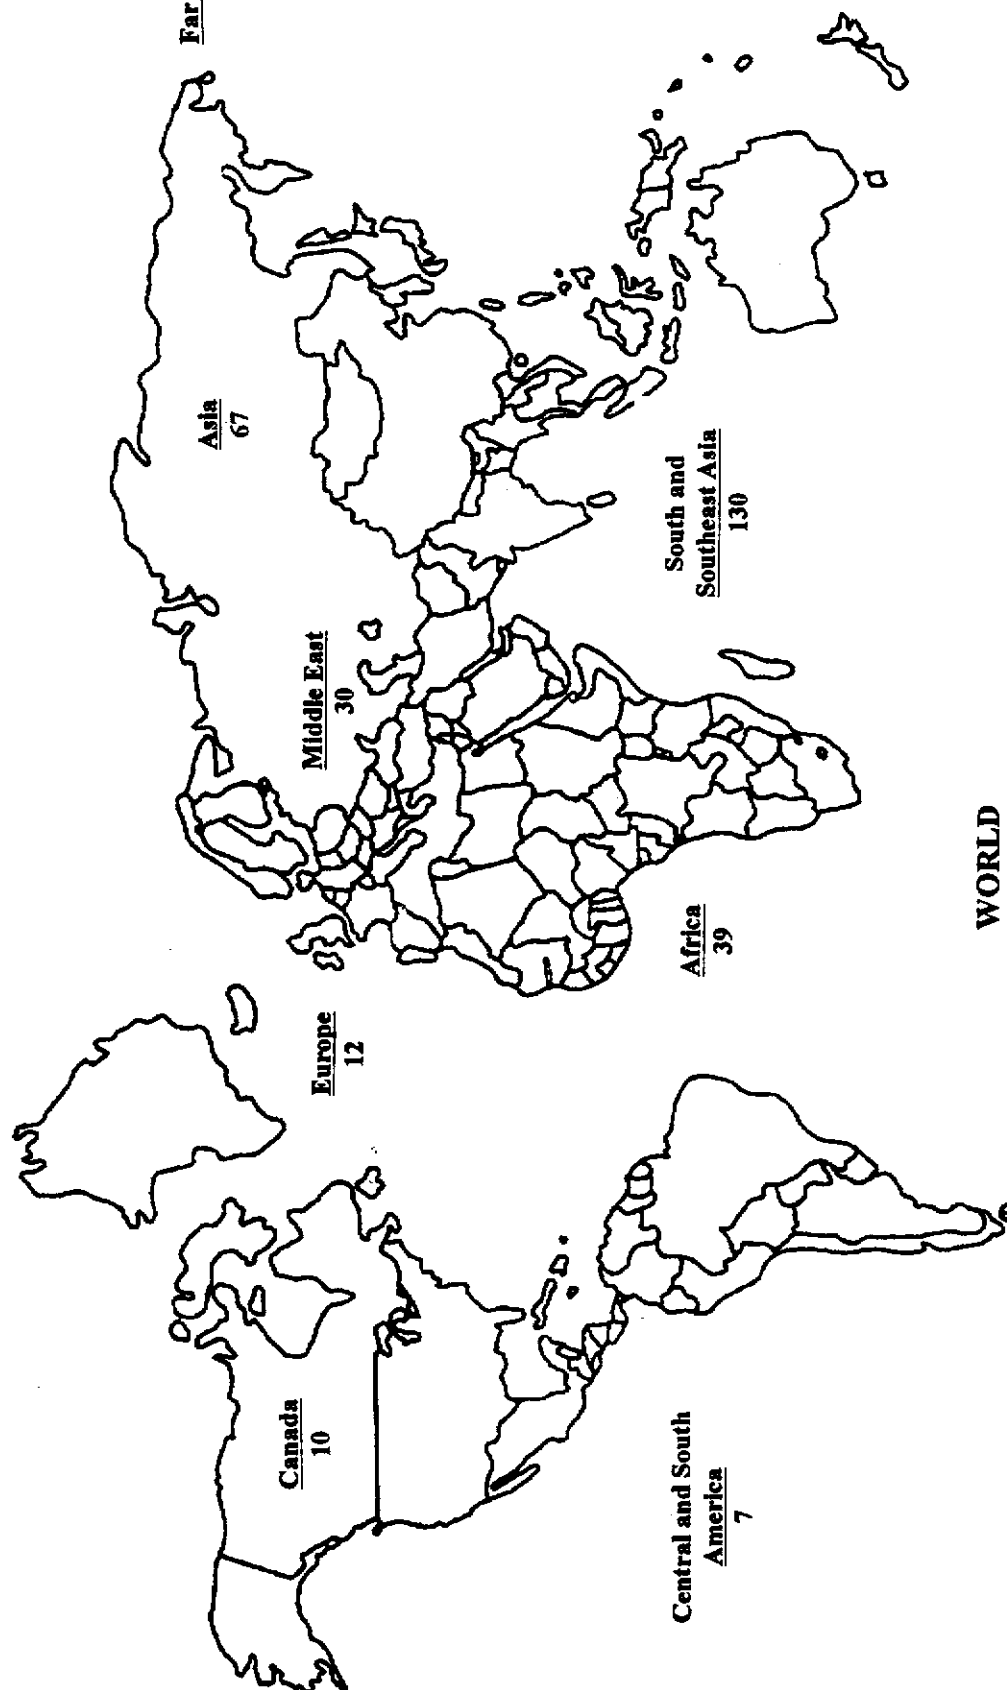 Far
Asia
67
Middle East
30
Europe
12
Canada
10
South and
Southeast Asia
130
Africa
39
Central and South
America
7
WORLD